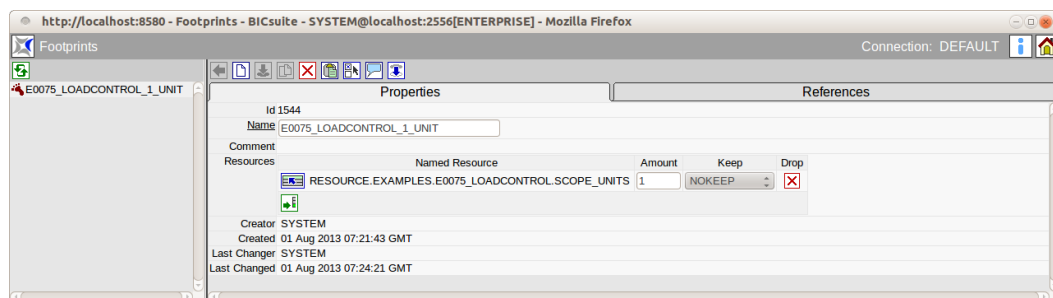 http://localhost:8580 - Footprints - BICsuite - SYSTEM@localhost:2556[ENTERPRISE] - Mozilla Firefox
Footprints Connection: DEFAULT
E0075_LOADCONTROL_1_UNIT
Properties References
Id 1544
Name E0075_LOADCONTROL_1_UNIT
Comment
Resources Named Resource Amount Keep Drop
RESOURCE.EXAMPLES.E0075_LOADCONTROL.SCOPE_UNITS 1 NOKEEP
Creator SYSTEM
Created 01 Aug 2013 07:21:43 GMT
Last Changer SYSTEM
Last Changed 01 Aug 2013 07:24:21 GMT